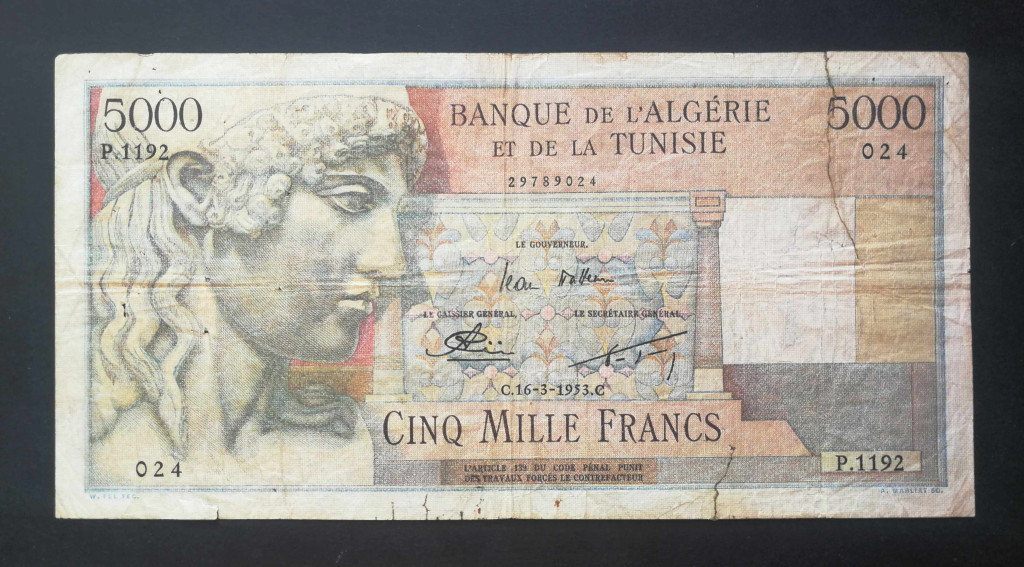 5000
BANQUE DE L'ALGÉRIE
5000
P.1192
ET DE LA TUNISIE
024
29789024
LE GOUVERNEUR,
LE CAISSIER GÉNÉRAL,
LE SECRÉTAIRE GÉNÉRAL,
C.16-3-1953.C
CINQ MILLE FRANCS
024
L'ARTICLE 139 DU CODE PÉNAL PUNIT
DES TRAVAUX FORCÉS LE CONTREFACTEUR
P.1192